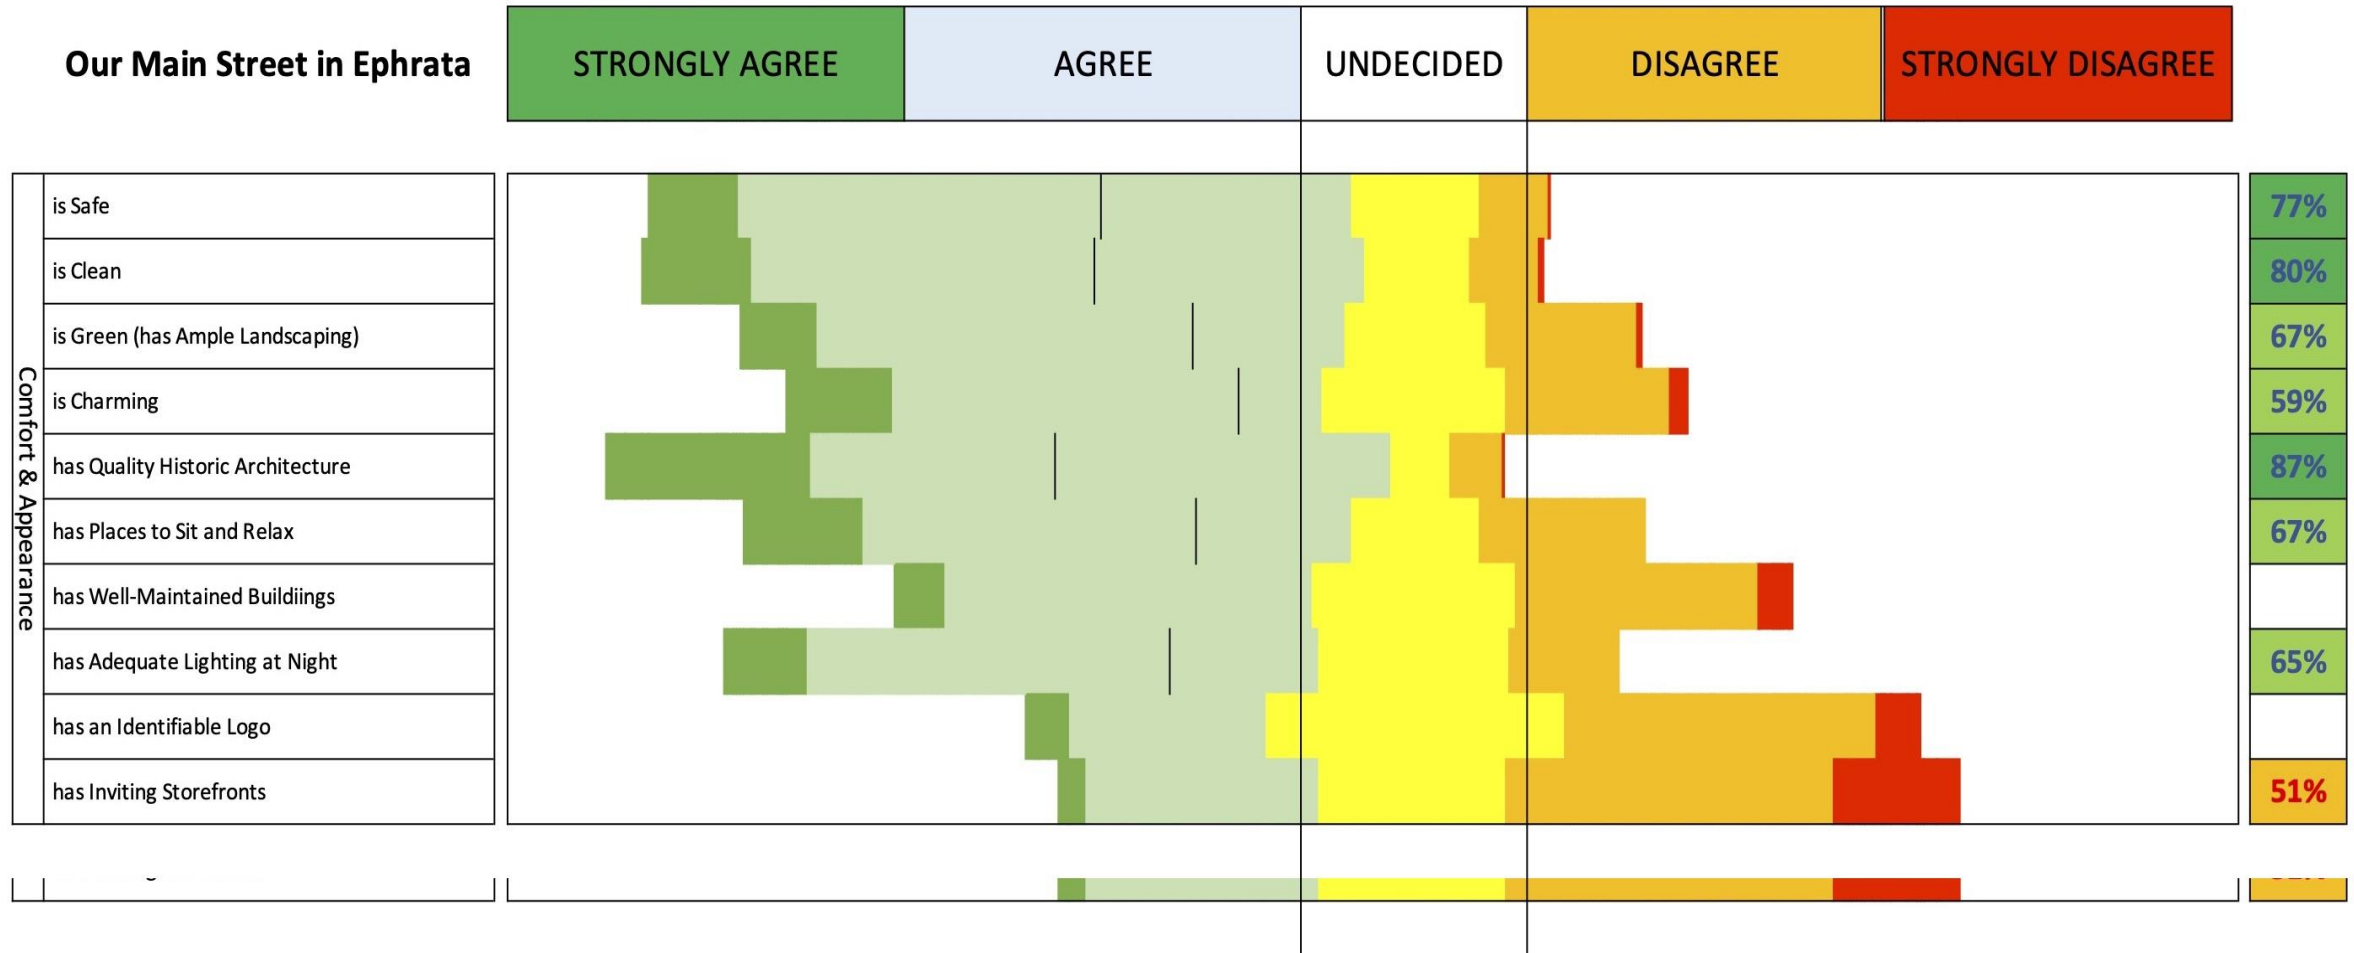 Our Main Street in Ephrata
STRONGLY AGREE
AGREE
UNDECIDED
DISAGREE
STRONGLY DISAGREE
Comfort & Appearance
is Safe
77%
is Clean
80%
is Green (has Ample Landscaping)
67%
is Charming
59%
has Quality Historic Architecture
87%
has Places to Sit and Relax
67%
has Well-Maintained Buildiings
has Adequate Lighting at Night
65%
has an Identifiable Logo
has Inviting Storefronts
51%